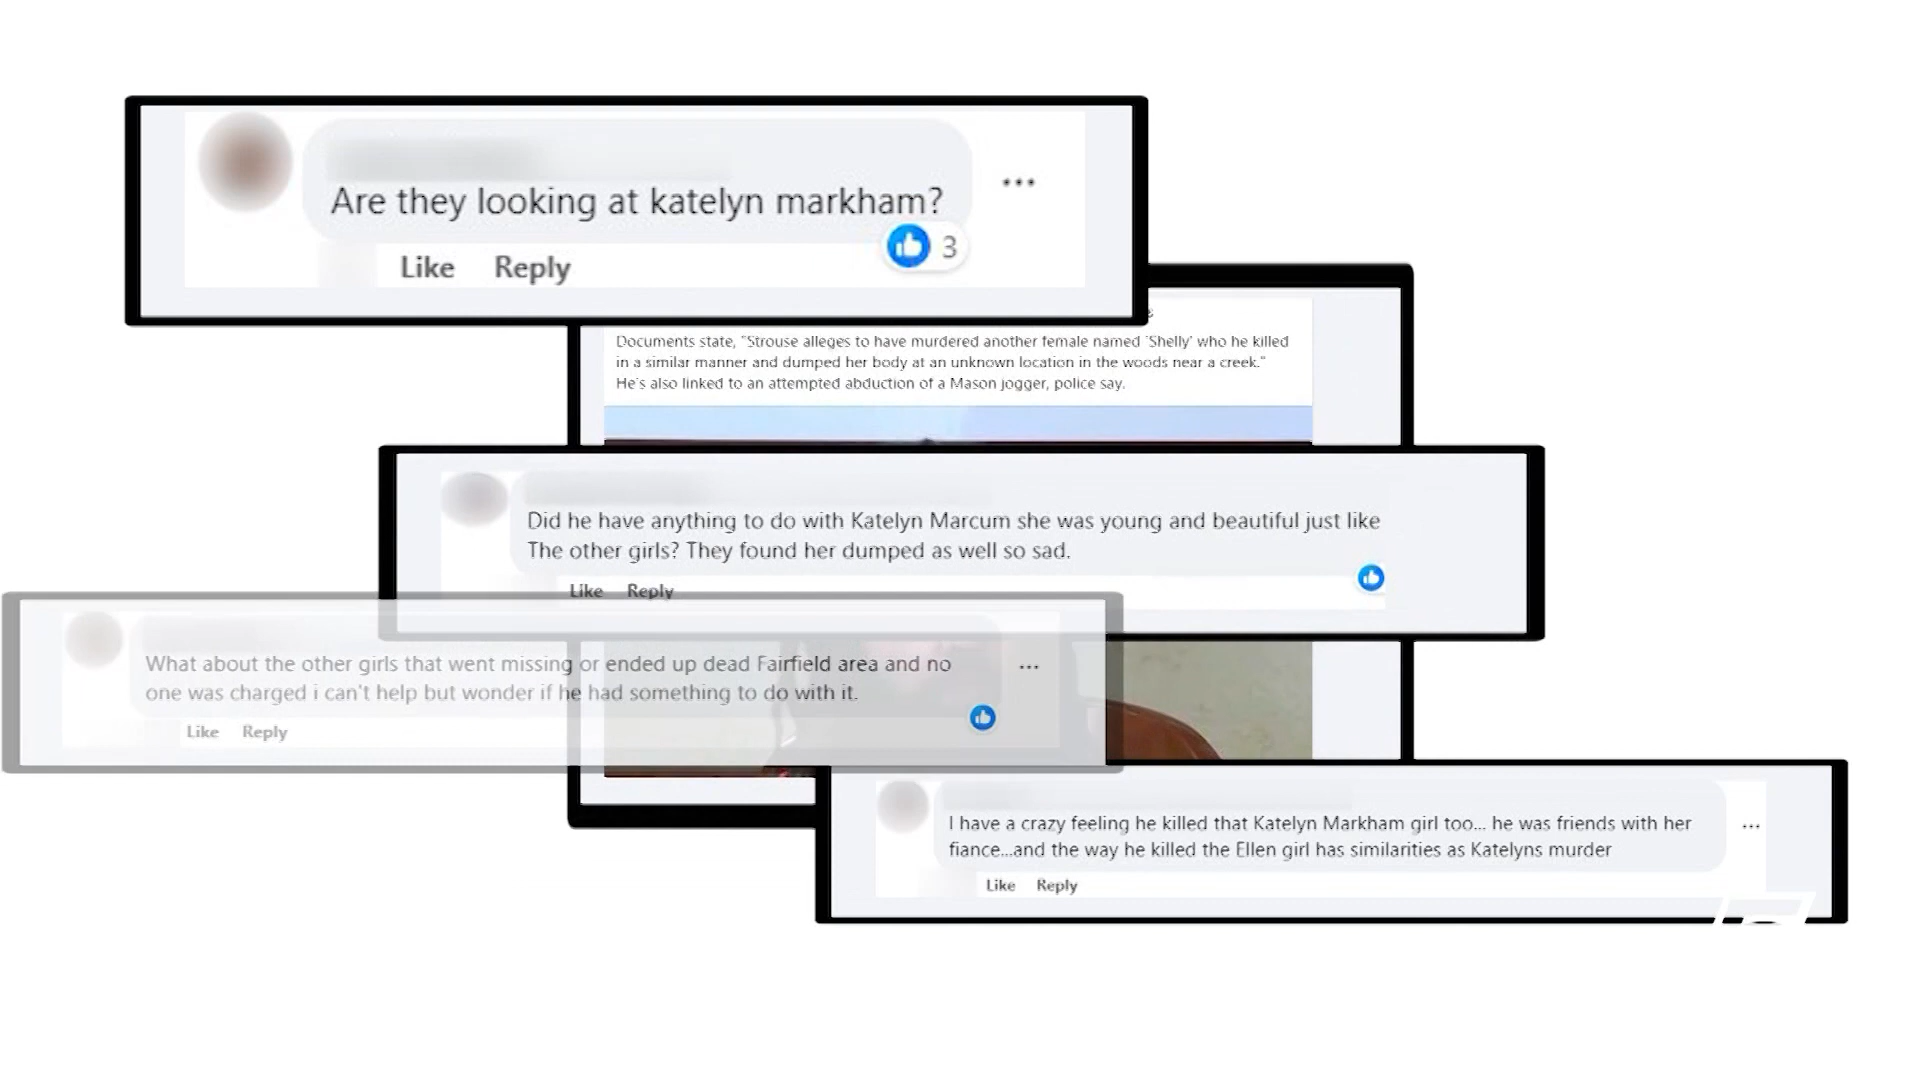 Are they looking at katelyn markham?
3
Like Reply
Documents state, "Strouse alleges to have murdered another female named 'Shelly' who he killed
in a similar manner and dumped her body at an unknown location in the woods near a creek."
He's also linked to an attempted abduction of a Mason jogger, police say.
Did he have anything to do with Katelyn Marcum she was young and beautiful just like
The other girls? They found her dumped as well so sad.
Like Reply
What about the other girls that went missing or ended up dead Fairfield area and no
one was charged i can't help but wonder if he had something to do with it.
Like Reply
I have a crazy feeling he killed that Katelyn Markham girl too... he was friends with her
fiance...and the way he killed the Ellen girl has similarities as Katelyns murder
Like Reply